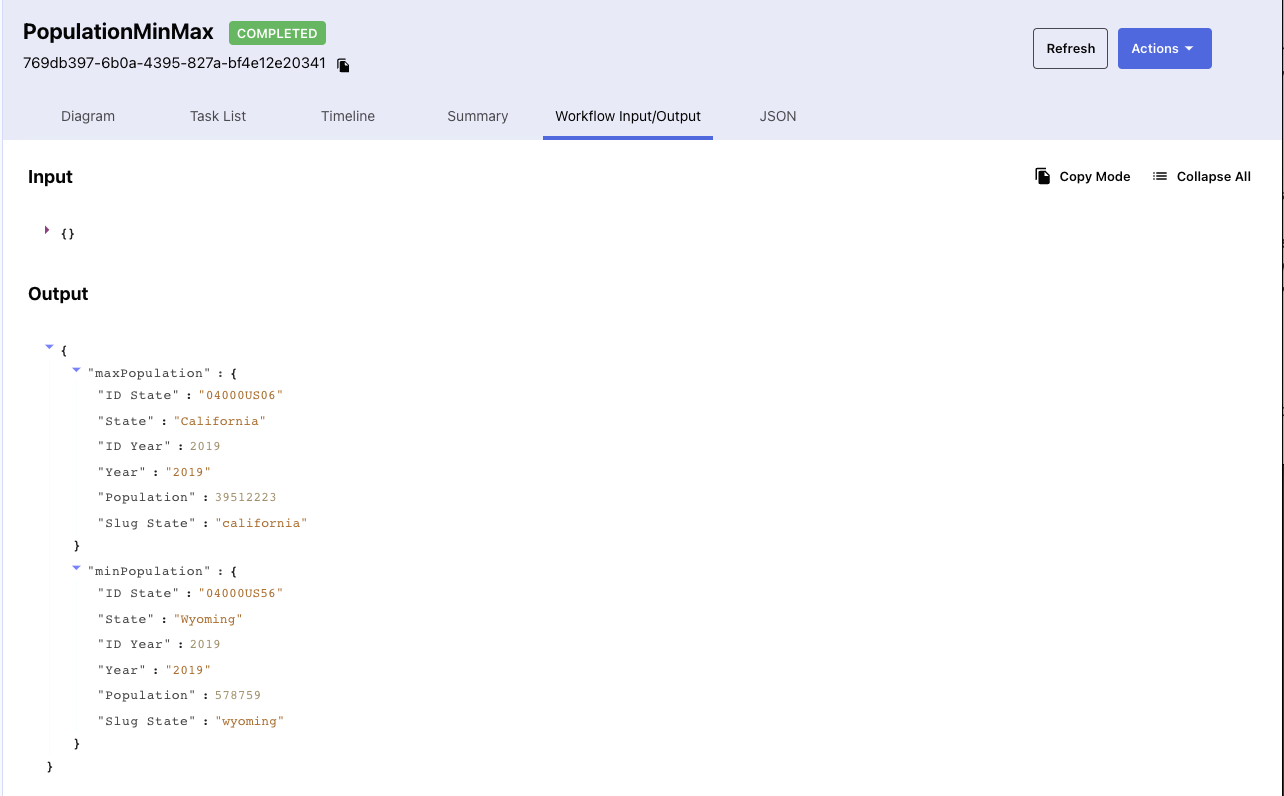 PopulationMinMax COMPLETED
769db397-6b0a-4395-827a-bf4e12e20341
Refresh Actions
Diagram Task List Timeline Summary Workflow Input/Output JSON
Input Copy Mode Collapse All
{}
Output
{
"maxPopulation" : {
"ID State" : "04000US06"
"State" : "California"
"ID Year" : 2019
"Year" : "2019"
"Population" : 39512223
"Slug State" : "california"
}
"minPopulation" : {
"ID State" : "04000US56"
"State" : "Wyoming"
"ID Year" : 2019
"Year" : "2019"
"Population" : 578759
"Slug State" : "wyoming"
}
}